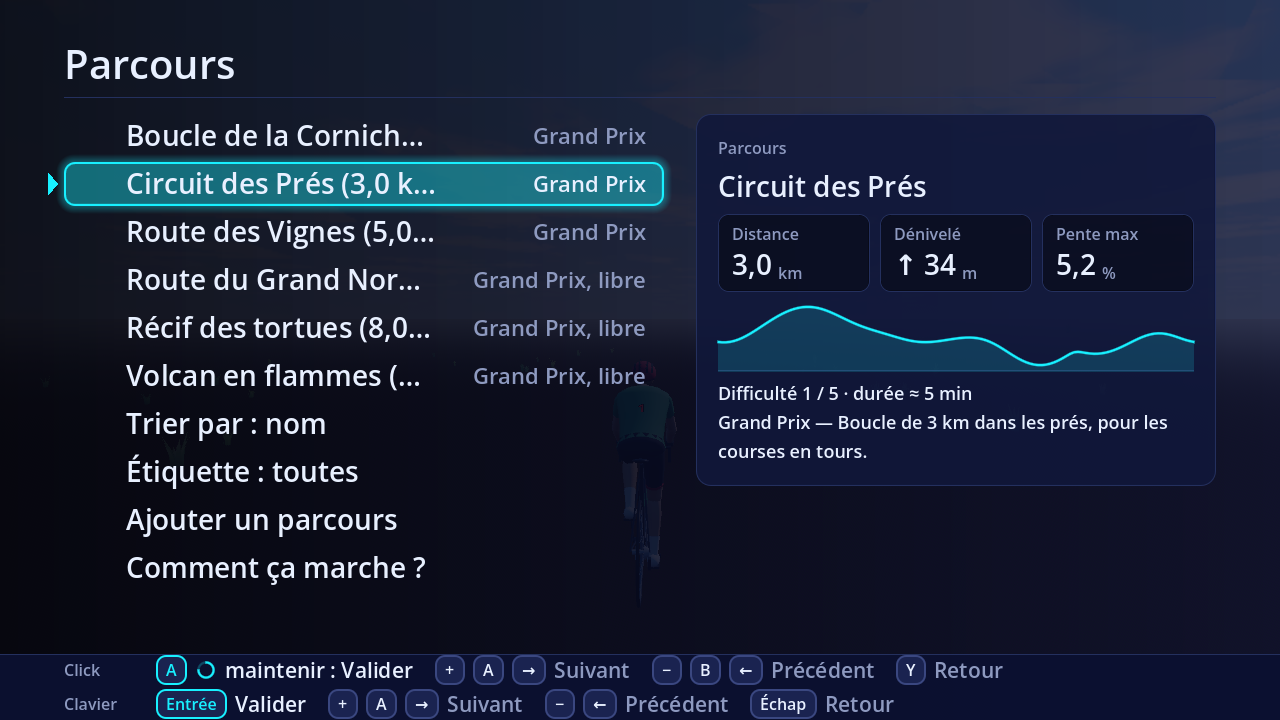 Parcours
Boucle de la Cornich... Grand Prix
Circuit des Prés (3,0 k... Grand Prix
Route des Vignes (5,0... Grand Prix
Route du Grand Nor... Grand Prix, libre
Récif des tortues (8,0... Grand Prix, libre
Volcan en flammes (... Grand Prix, libre
Trier par : nom
Étiquette : toutes
Ajouter un parcours
Comment ça marche ?
Parcours
Circuit des Prés
Distance Dénivelé Pente max
3,0 km ↑ 34 m 5,2 %
Difficulté 1 / 5 · durée ≈ 5 min
Grand Prix — Boucle de 3 km dans les prés, pour les
courses en tours.
Click A maintenir : Valider + A → Suivant − B ← Précédent Y Retour
Clavier Entrée Valider + A → Suivant − ← Précédent Échap Retour